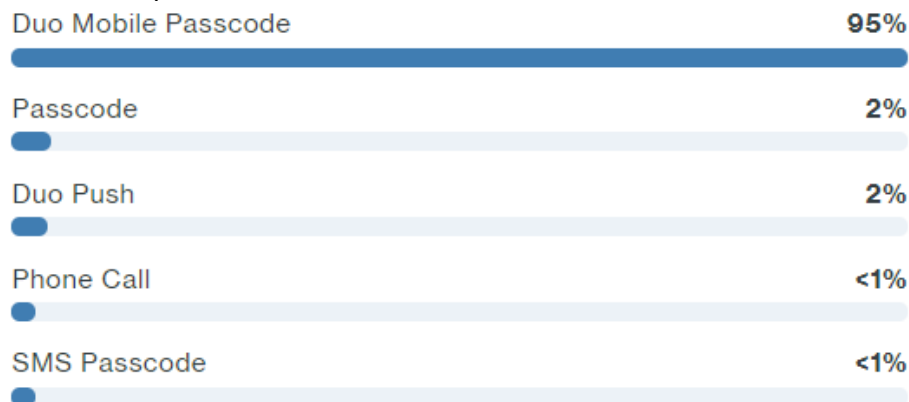 Duo Mobile Passcode 95%
Passcode 2%
Duo Push 2%
Phone Call <1%
SMS Passcode <1%